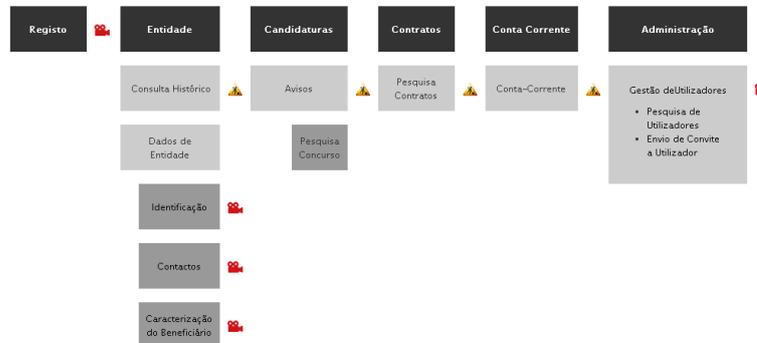 Registo
Entidade
Candidaturas
Contratos
Conta Corrente
Administração
Consulta Histórico
Avisos
Pesquisa
Contratos
Conta-Corrente
Gestão deUtilizadores
• Pesquisa de
Utilizadores
• Envio de Convite
a Utilizador
Dados de
Entidade
Pesquisa
Concurso
Identificação
Contactos
Caracterização
do Beneficiário